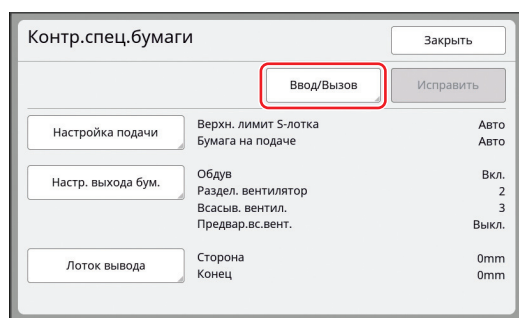 Контр.спец.бумаги
Закрыть
Ввод/Вызов
Исправить
Настройка подачи
Верхн. лимит S-лотка Авто
Бумага на подаче Авто
Настр. выхода бум.
Обдув Вкл.
Раздел. вентилятор 2
Всасыв. вентил. 3
Предвар.вс.вент. Выкл.
Лоток вывода
Сторона 0mm
Конец 0mm